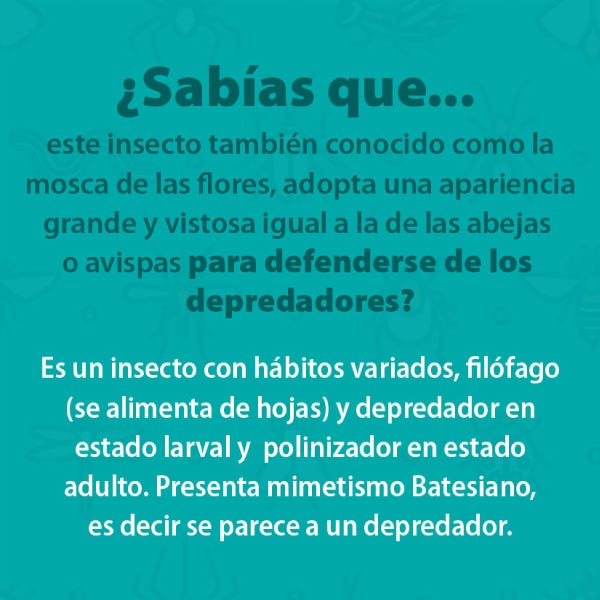 ¿Sabías que...
este insecto también conocido como la
mosca de las flores, adopta una apariencia
grande y vistosa igual a la de las abejas
o avispas para defenderse de los
depredadores?
Es un insecto con hábitos variados, filófago
(se alimenta de hojas) y depredador en
estado larval y  polinizador en estado
adulto. Presenta mimetismo Batesiano,
es decir se parece a un depredador.